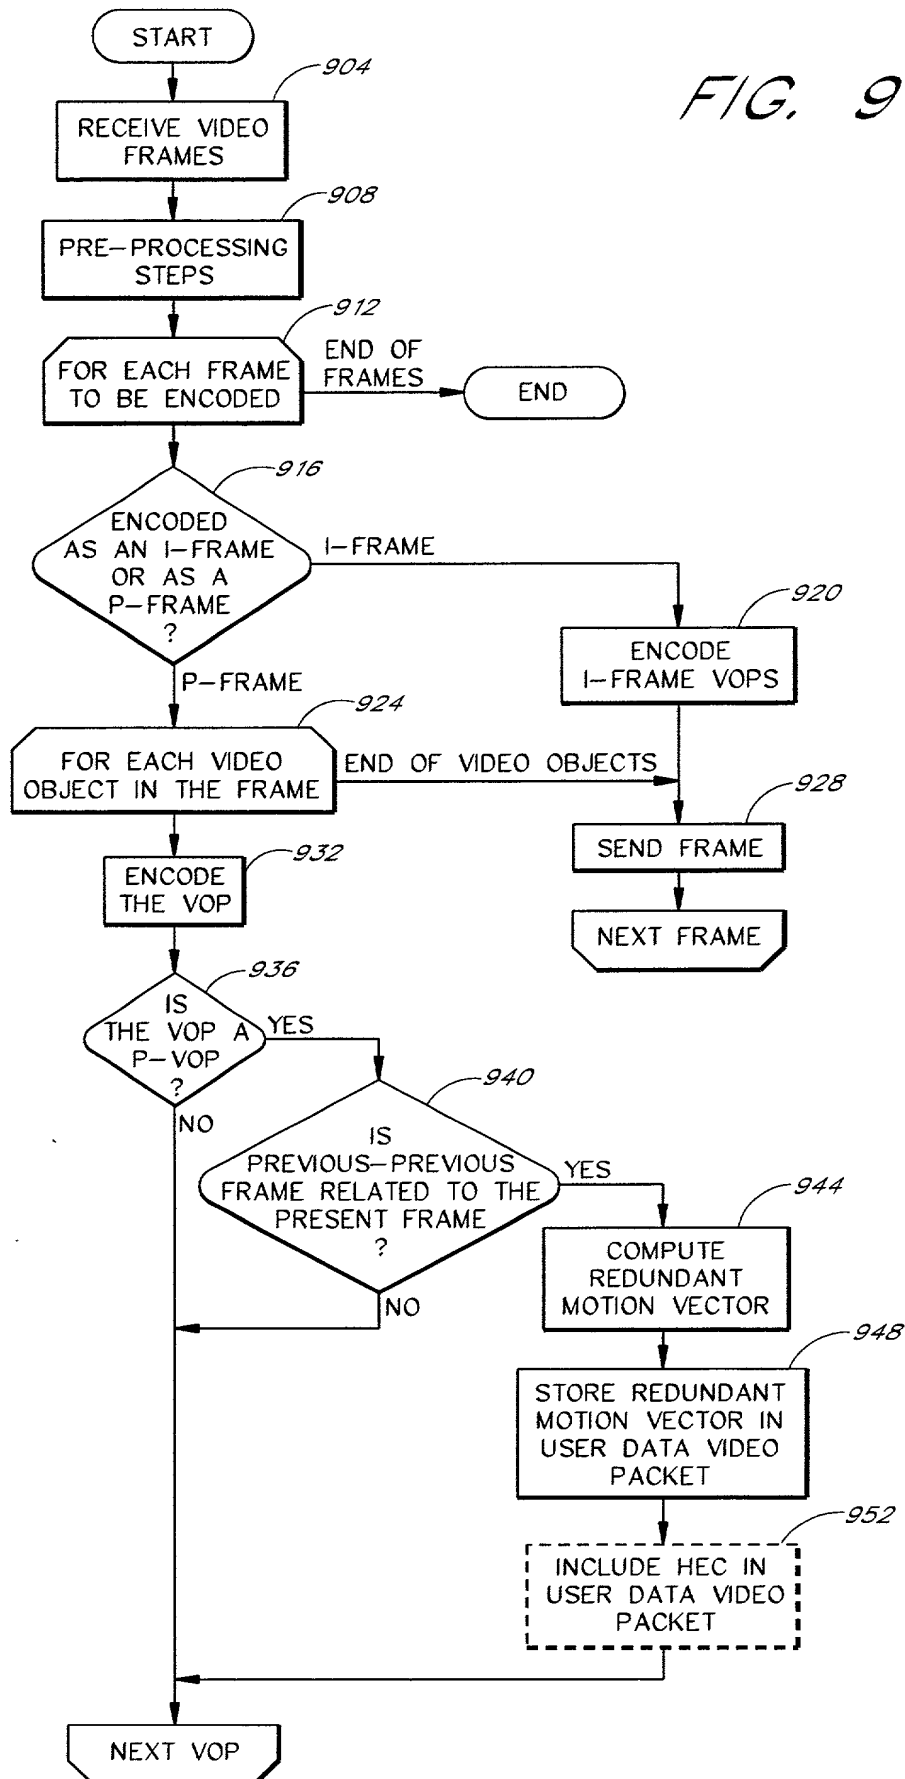 START
FIG. 9
904
RECEIVE VIDEO
FRAMES
908
PRE-PROCESSING
STEPS
912
FOR EACH FRAME
TO BE ENCODED
END OF
FRAMES
END
916
ENCODED
AS AN I-FRAME
OR AS A
P-FRAME
?
I-FRAME
920
ENCODE
I-FRAME VOPS
P-FRAME
924
FOR EACH VIDEO
OBJECT IN THE FRAME
END OF VIDEO OBJECTS
928
SEND FRAME
NEXT FRAME
932
ENCODE
THE VOP
936
IS
THE VOP A
P-VOP
?
YES
NO
940
IS
PREVIOUS-PREVIOUS
FRAME RELATED TO THE
PRESENT FRAME
?
YES
NO
944
COMPUTE
REDUNDANT
MOTION VECTOR
948
STORE REDUNDANT
MOTION VECTOR IN
USER DATA VIDEO
PACKET
952
INCLUDE HEC IN
USER DATA VIDEO
PACKET
NEXT VOP